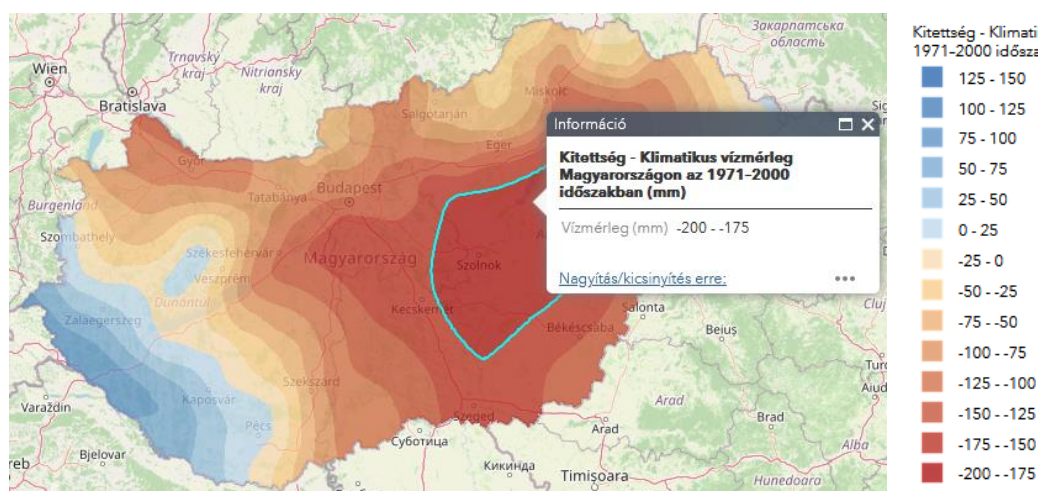 Закарпатська
область
Trnavský
kraj
Nitriansky
kraj
Wien
Bratislava
Miskolc
Salgótarján
Eger
Győr
Tatabánya
Budapest
Burgenland
Szombathely
Székesfehérvár
Veszprém
Magyarország
Szolnok
Dunántúl
Kecskemét
Zalaegerszeg
Békéscsaba
Salonta
Beiuș
Cluj
Szekszárd
Kaposvár
Pécs
Varaždin
Szeged
Arad
Arad
Brad
Суботица
Bjelovar
Alba
Кикинда
Timișoara
Hunedoara
Aiud
Információ
Kitettség - Klimatikus vízmérleg
Magyarországon az 1971–2000
időszakban (mm)
Vízmérleg (mm) -200 - -175
Nagyítás/kicsinyítés erre:
Kitettség - Klimati
1971–2000 idősza
125 - 150
100 - 125
75 - 100
50 - 75
25 - 50
0 - 25
-25 - 0
-50 - -25
-75 - -50
-100 - -75
-125 - -100
-150 - -125
-175 - -150
-200 - -175